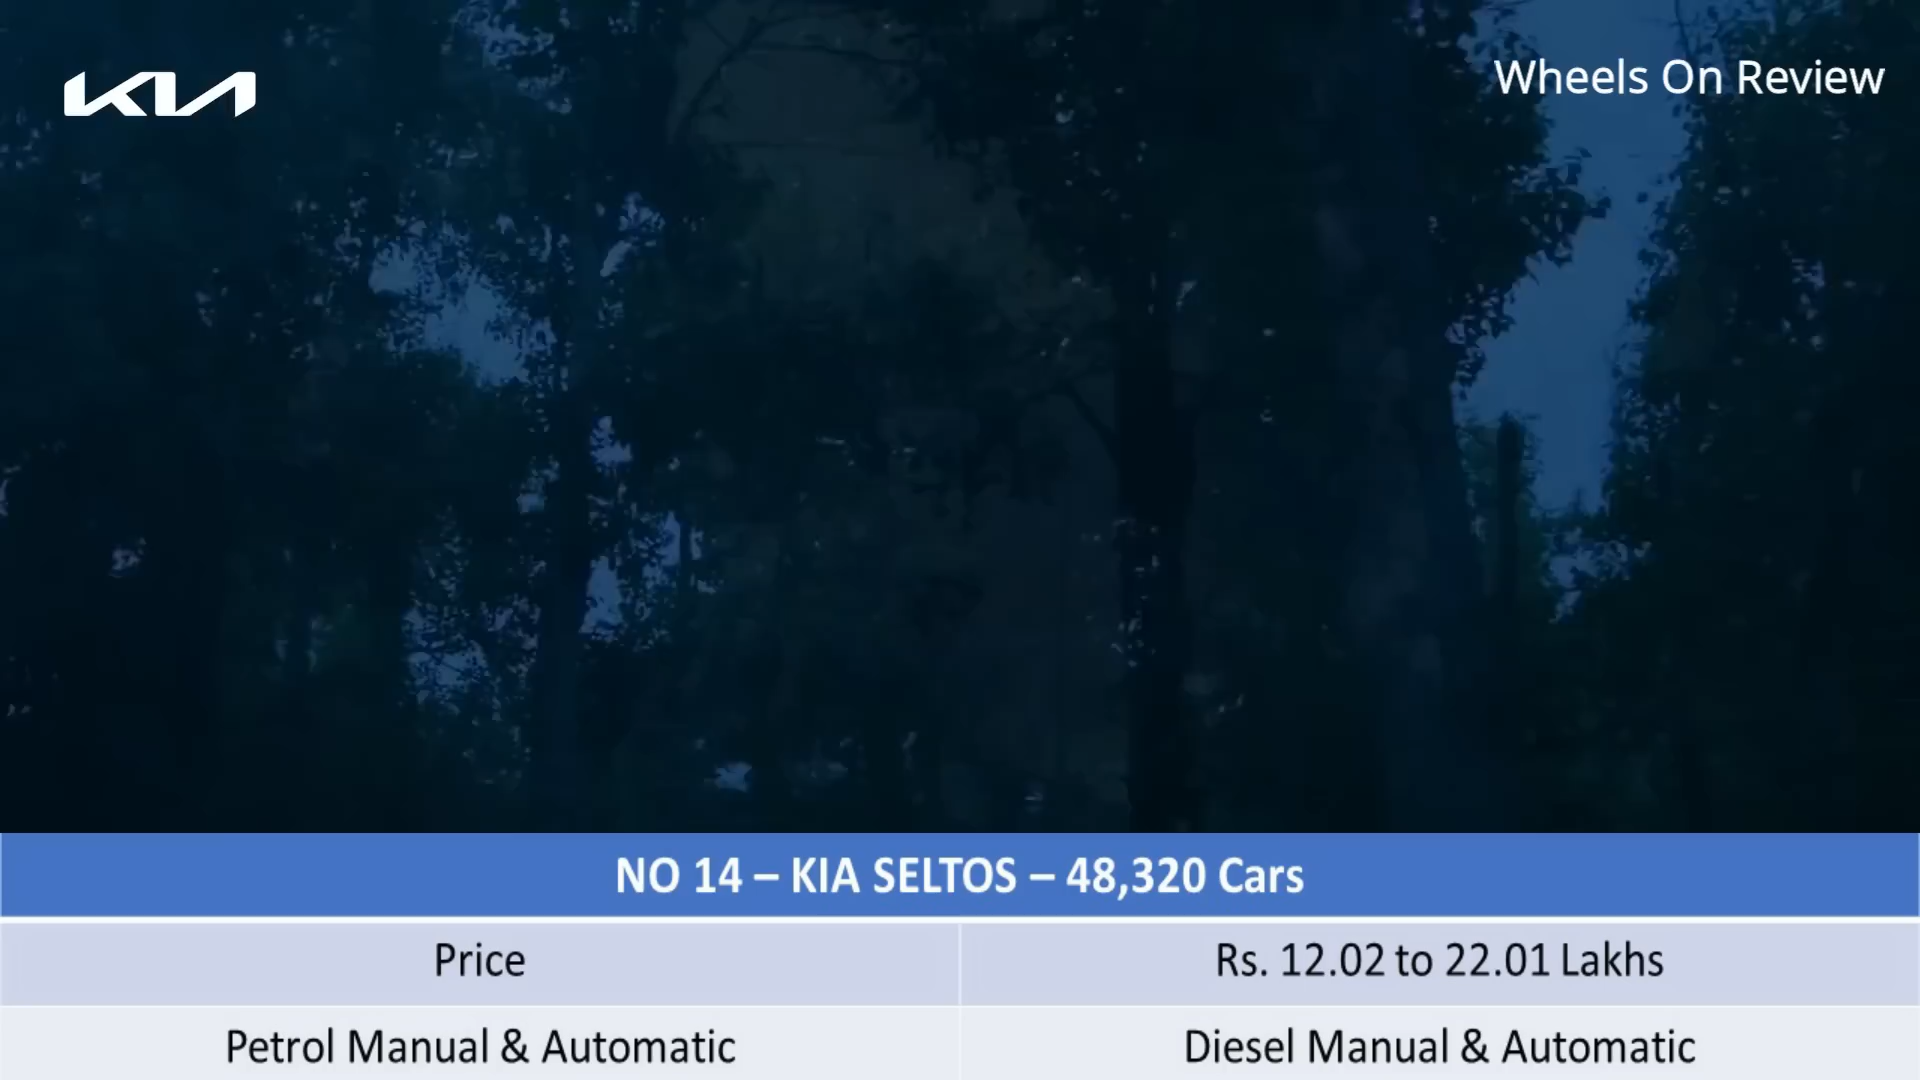 KIA
Wheels On Review
NO 14 – KIA SELTOS – 48,320 Cars
Price
Rs. 12.02 to 22.01 Lakhs
Petrol Manual & Automatic
Diesel Manual & Automatic